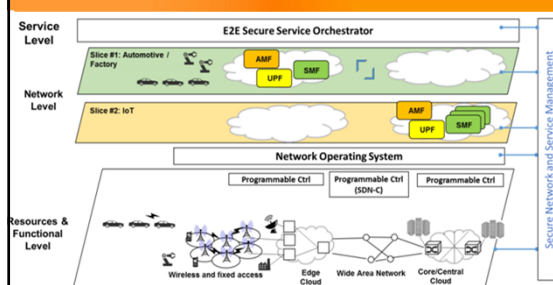 Service
Level
E2E Secure Service Orchestrator
Slice #1: Automotive /
Factory
AMF
UPF
SMF
Network
Level
Slice #2: IoT
AMF
UPF
SMF
Network Operating System
Programmable Ctrl
Programmable Ctrl
(SDN-C)
Programmable Ctrl
Resources &
Functional
Level
Wireless and fixed access
Edge
Cloud
Wide Area Network
Core/Central
Cloud
Secure Network and Service Management